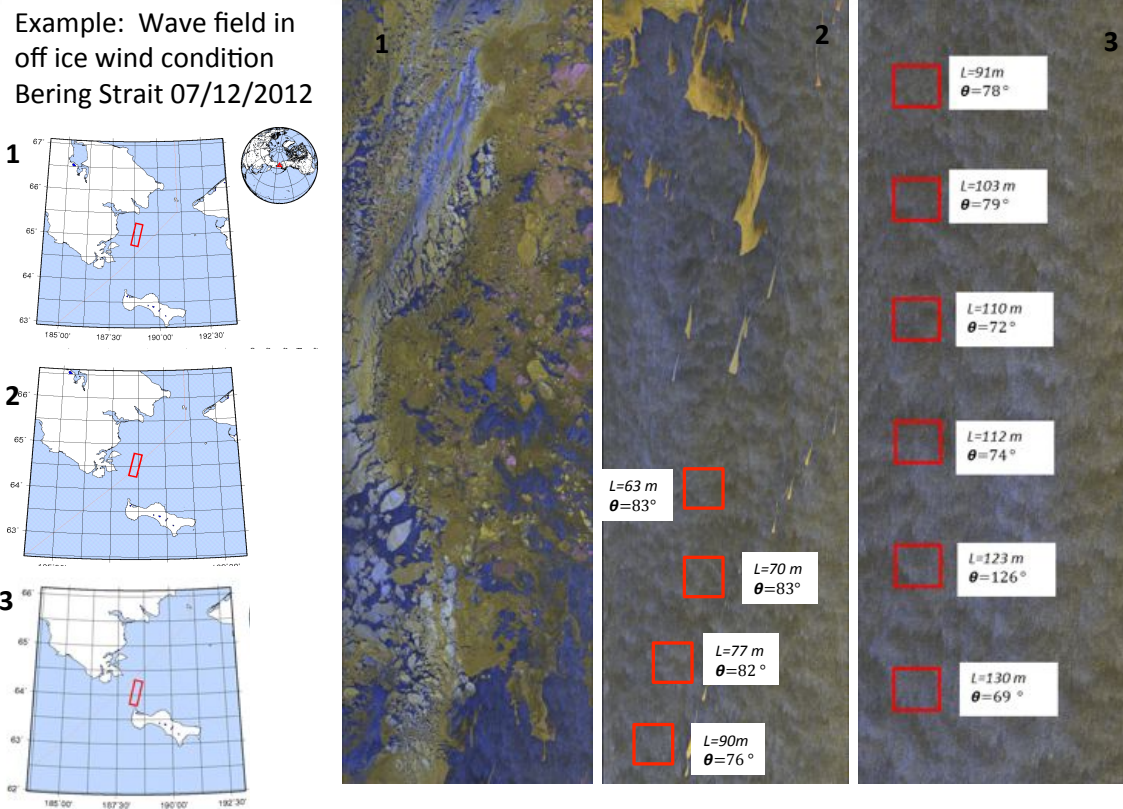 Example: Wave field in
off ice wind condition
Bering Strait 07/12/2012
1
67˚
66˚
65˚
64˚
63˚
185˚00'
187˚30'
190˚00'
192˚30'
2
66˚
65˚
64˚
63˚
3
66˚
65˚
64˚
63˚
62˚
185˚00'
187˚30'
190˚00'
192˚30'
1
2
L=63 m
θ=83°
L=70 m
θ=83°
L=77 m
θ=82 °
L=90m
θ=76 °
3
L=91m
θ=78 °
L=103 m
θ=79°
L=110 m
θ=72 °
L=112 m
θ=74 °
L=123 m
θ=126 °
L=130 m
θ=69 °